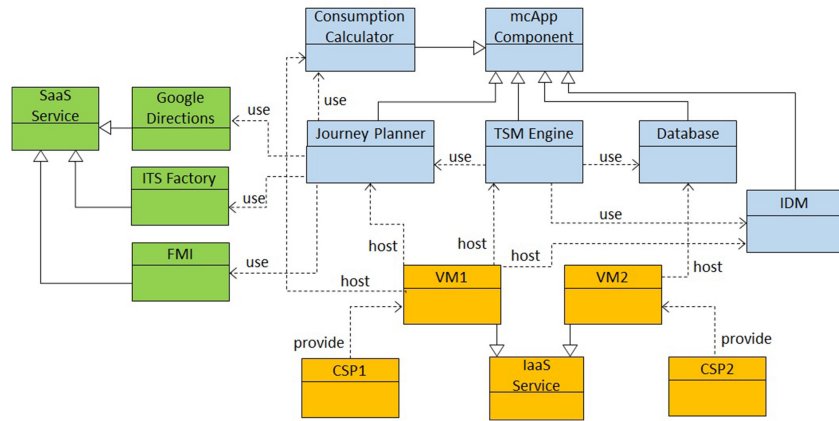 Consumption
Calculator
mcApp
Component
SaaS
Service
Google
Directions
use
use
Journey Planner
TSM Engine
Database
use
use
ITS Factory
use
IDM
use
FMI
use
host
host
host
host
host
VM1
VM2
provide
provide
CSP1
IaaS
Service
CSP2